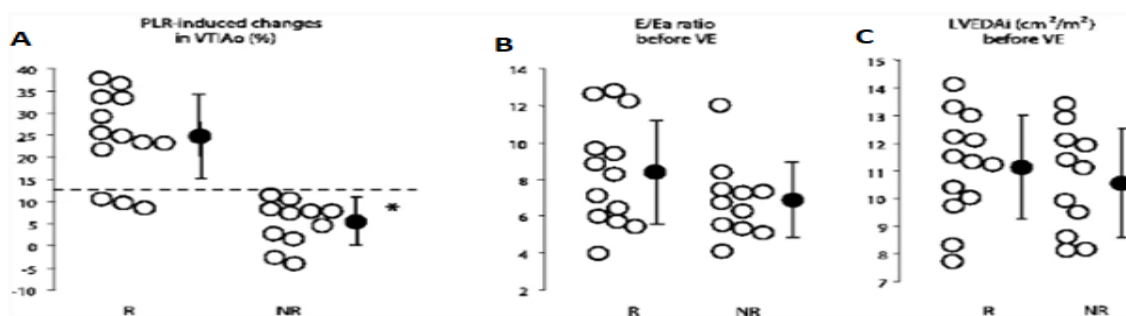 PLR-induced changes
in VTIAo (%)
A
40
35
30
25
20
15
10
5
0
-5
-10
*
R NR
E/Ea ratio
before VE
B
14
12
10
8
6
4
2
R NR
LVEDAi (cm²/m²)
before VE
C
15
14
13
12
11
10
9
8
7
R NR